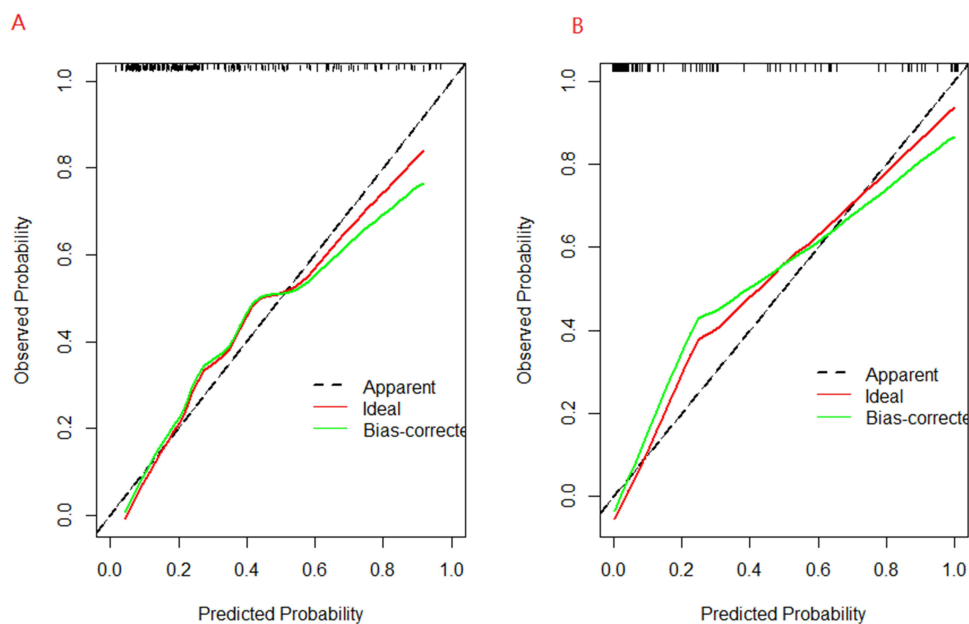 A
Observed Probability
1.0
0.8
0.6
0.4
0.2
0.0
Apparent
Ideal
Bias-correcte
0.0 0.2 0.4 0.6 0.8 1.0
Predicted Probability
B
Observed Probability
1.0
0.8
0.6
0.4
0.2
0.0
Apparent
Ideal
Bias-correcte
0.0 0.2 0.4 0.6 0.8 1.0
Predicted Probability